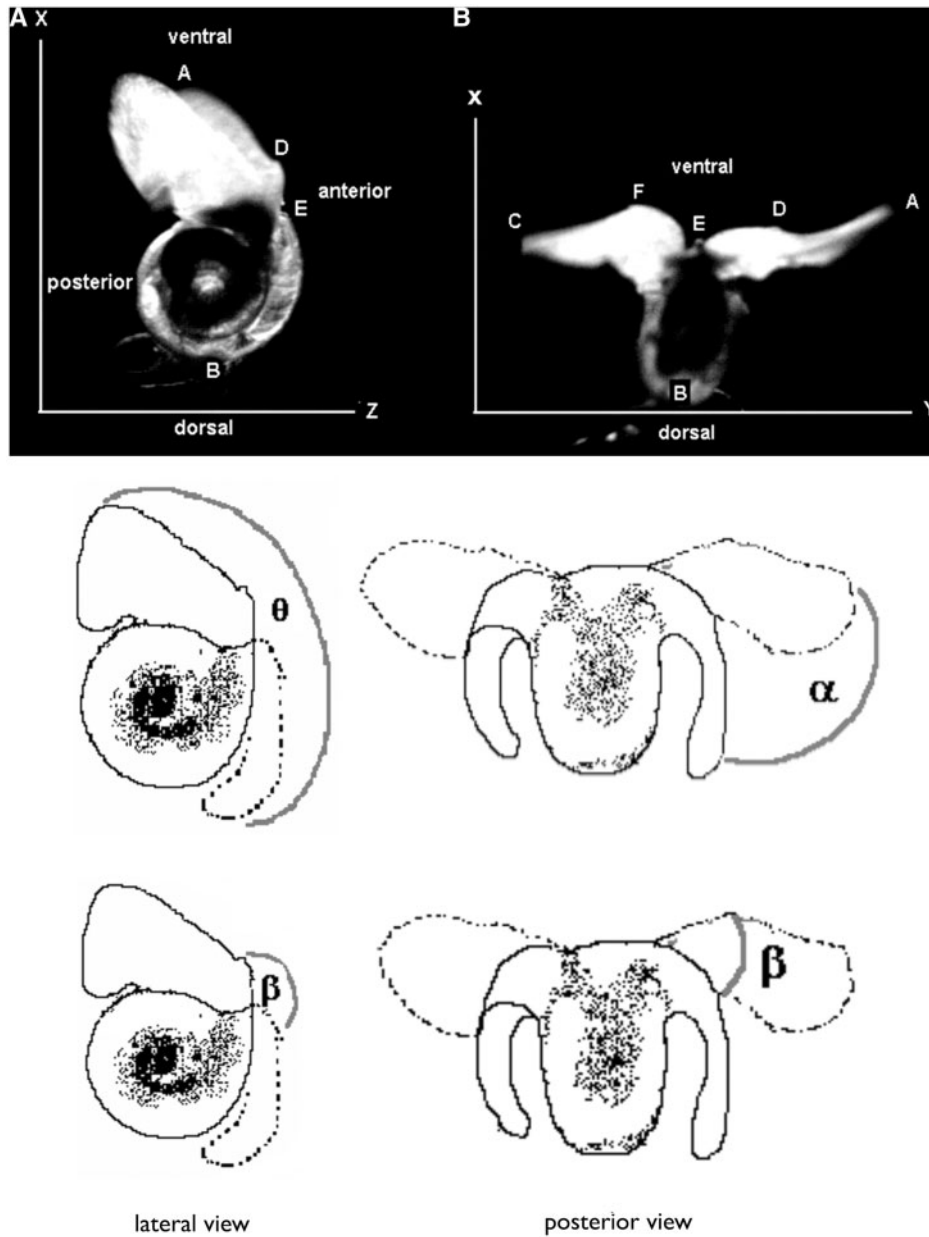 A X
ventral
A
D
anterior
E
posterior
B
Z
dorsal
B
X
ventral
F
D
A
C
E
B
Y
dorsal
θ
α
β
β
lateral view
posterior view